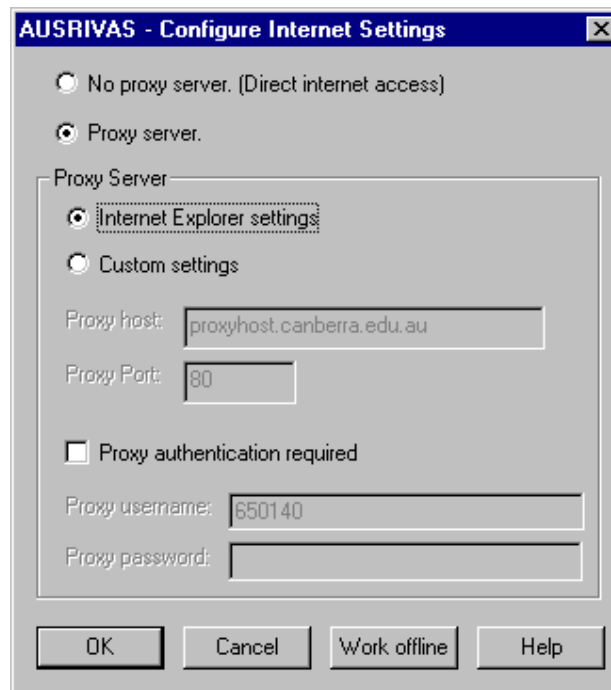 AUSRIVAS - Configure Internet Settings
No proxy server. (Direct internet access)
Proxy server.
Proxy Server
Internet Explorer settings
Custom settings
Proxy host: proxyhost.canberra.edu.au
Proxy Port: 80
Proxy authentication required
Proxy username: 650140
Proxy password:
OK Cancel Work offline Help